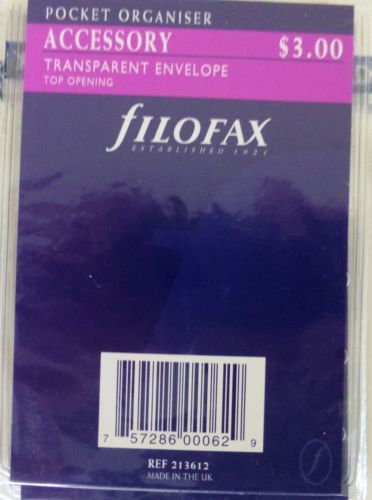 POCKET ORGANISER
ACCESSORY $3.00
TRANSPARENT ENVELOPE
TOP OPENING
fILOFAX
ESTABLISHED 1921
7 57286 00062 9
REF 213612
MADE IN THE UK
f